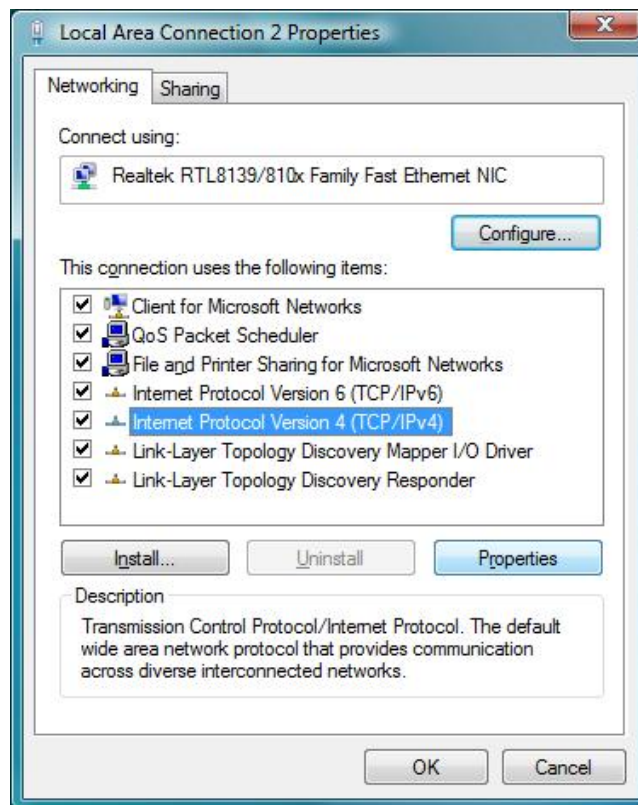 Local Area Connection 2 Properties
Networking
Sharing
Connect using:
Realtek RTL8139/810x Family Fast Ethernet NIC
Configure...
This connection uses the following items:
Client for Microsoft Networks
QoS Packet Scheduler
File and Printer Sharing for Microsoft Networks
Internet Protocol Version 6 (TCP/IPv6)
Internet Protocol Version 4 (TCP/IPv4)
Link-Layer Topology Discovery Mapper I/O Driver
Link-Layer Topology Discovery Responder
Install...
Uninstall
Properties
Description
Transmission Control Protocol/Internet Protocol. The default
wide area network protocol that provides communication
across diverse interconnected networks.
OK
Cancel